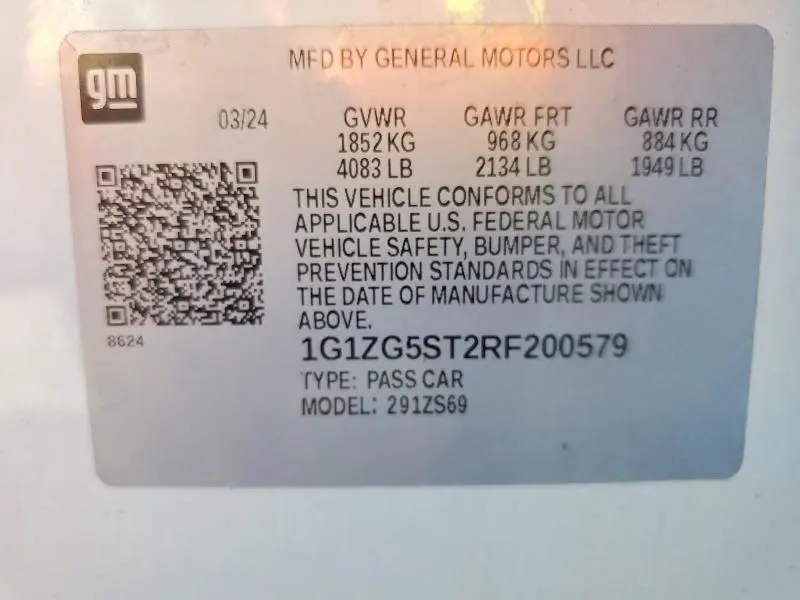 gm
MFD BY GENERAL MOTORS LLC
03/24 GVWR GAWR FRT GAWR RR
1852 KG 968 KG 884 KG
4083 LB 2134 LB 1949 LB
THIS VEHICLE CONFORMS TO ALL
APPLICABLE U.S. FEDERAL MOTOR
VEHICLE SAFETY, BUMPER, AND THEFT
PREVENTION STANDARDS IN EFFECT ON
THE DATE OF MANUFACTURE SHOWN
ABOVE.
8624
1G1ZG5ST2RF200579
TYPE: PASS CAR
MODEL: 291ZS69